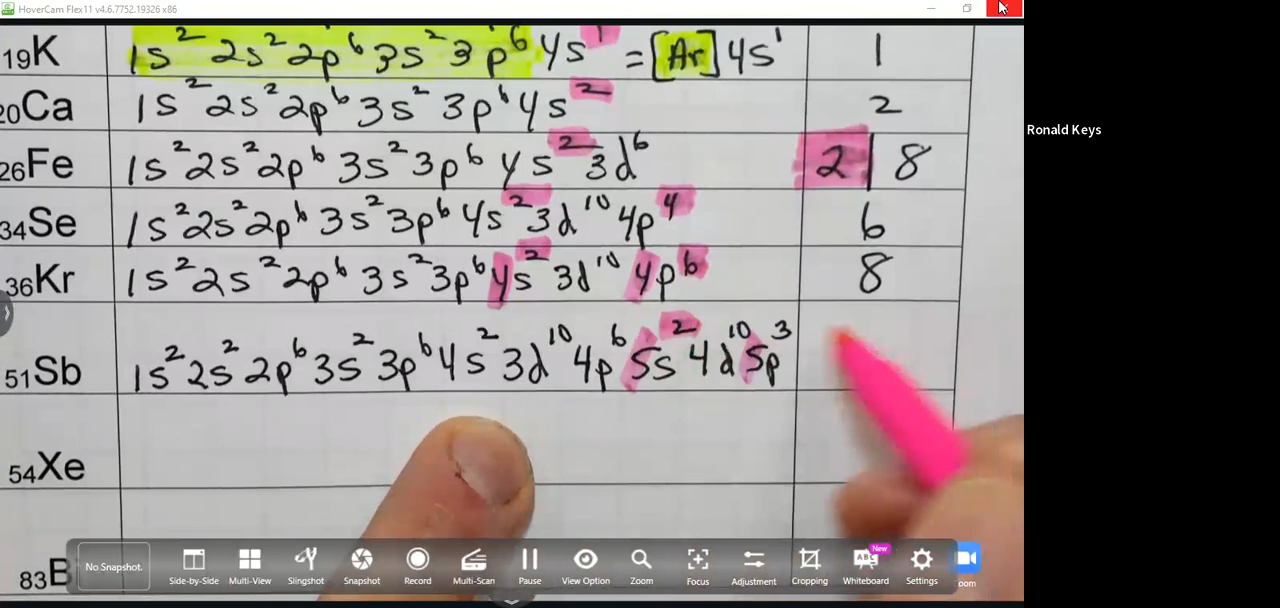 HoverCam Flex11 v4.6.7752.19326 x86
19K 1s² 2s² 2p⁶ 3s² 3p⁶ 4s¹ = [Ar] 4s¹ 1
20Ca 1s² 2s² 2p⁶ 3s² 3p⁶ 4s² 2
Ronald Keys
26Fe 1s² 2s² 2p⁶ 3s² 3p⁶ 4s² 3d⁶ 2 | 8
34Se 1s² 2s² 2p⁶ 3s² 3p⁶ 4s² 3d¹⁰ 4p⁴ 6
36Kr 1s² 2s² 2p⁶ 3s² 3p⁶ 4s² 3d¹⁰ 4p⁶ 8
51Sb 1s² 2s² 2p⁶ 3s² 3p⁶ 4s² 3d¹⁰ 4p⁶ 5s² 4d¹⁰ 5p³
54Xe
83B
No Snapshot.
Side-by-Side Multi-View Slingshot Snapshot Record Multi-Scan Pause View Option Zoom Focus Adjustment Cropping New ABC Whiteboard Settings oom